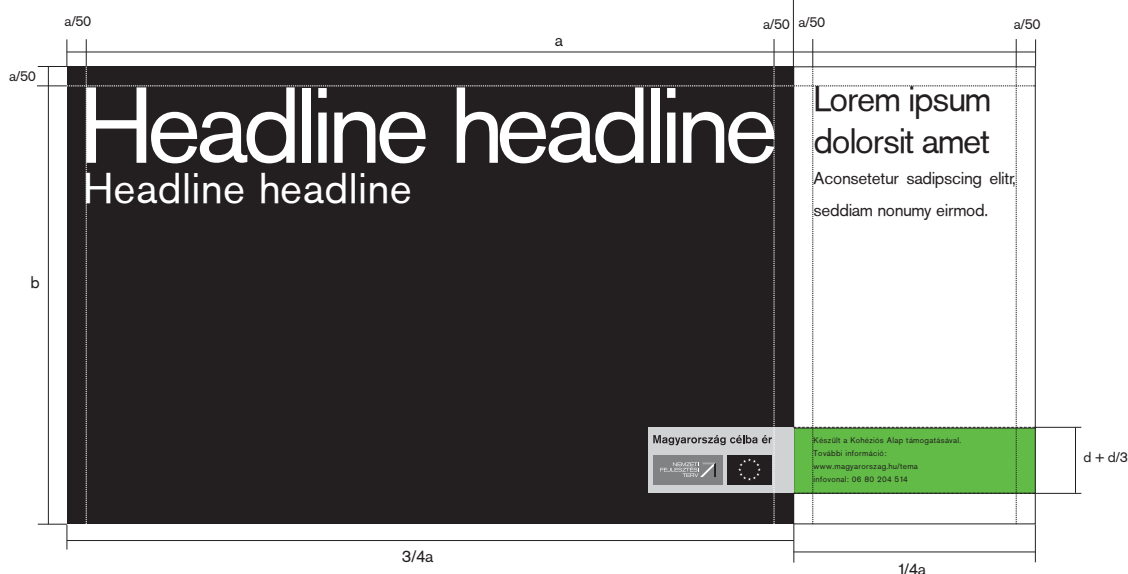 a/50
a/50 a/50
a/50
a
a/50
Headline headline
Headline headline
Lorem ipsum
dolorsit amet
Aconsetetur sadipscing elitr,
seddiam nonumy eirmod.
b
Magyarország célba ér
NEMZETI
FEJLESZTÉSI
TERV
Készült a Kohéziós Alap támogatásával.
További információ:
www.magyarorszag.hu/tema
infovonal: 06 80 204 514
d + d/3
3/4a
1/4a